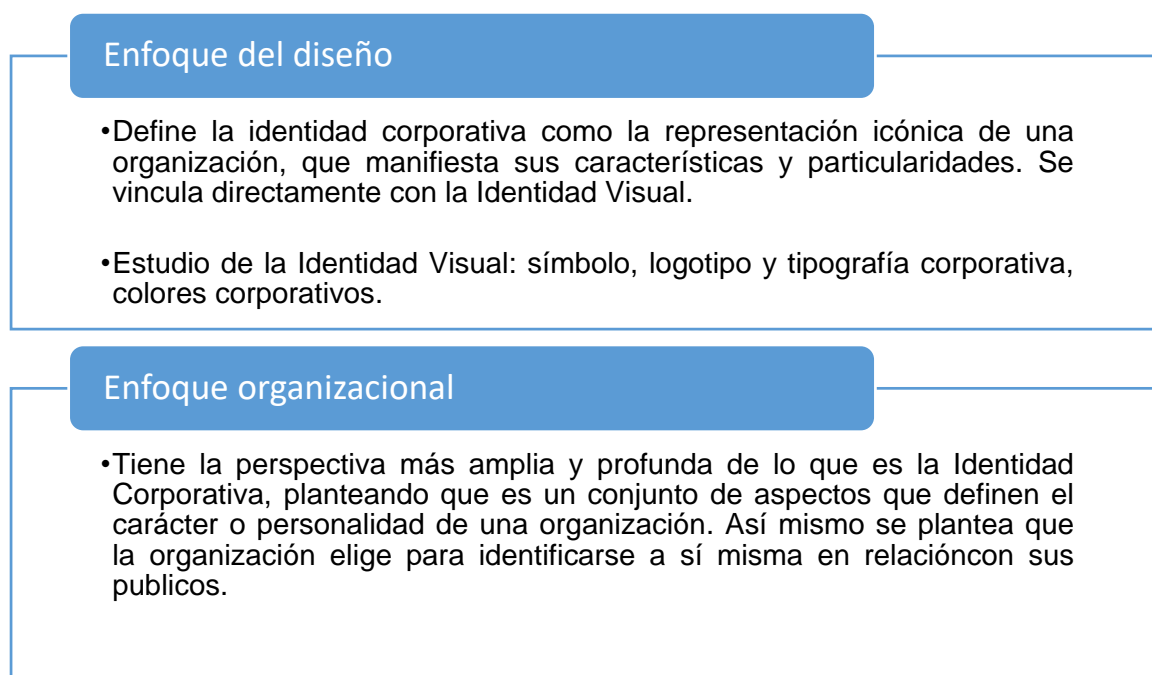 Enfoque del diseño
•Define la identidad corporativa como la representación icónica de una
organización, que manifiesta sus características y particularidades. Se
vincula directamente con la Identidad Visual.
•Estudio de la Identidad Visual: símbolo, logotipo y tipografía corporativa,
colores corporativos.
Enfoque organizacional
•Tiene la perspectiva más amplia y profunda de lo que es la Identidad
Corporativa, planteando que es un conjunto de aspectos que definen el
carácter o personalidad de una organización. Así mismo se plantea que
la organización elige para identificarse a sí misma en relacióncon sus
publicos.